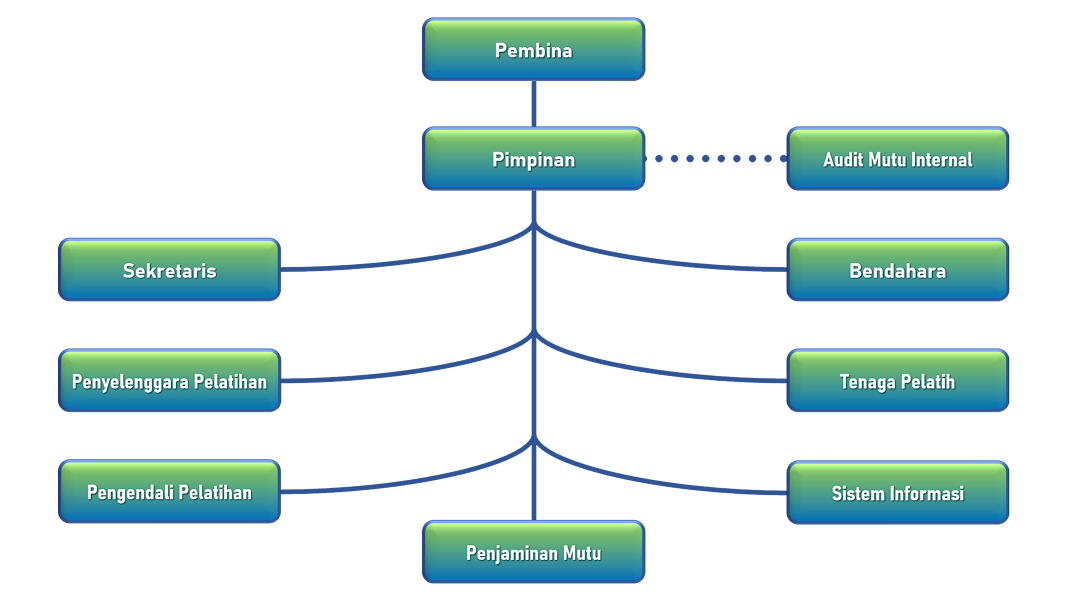 Pembina
Pimpinan
Audit Mutu Internal
Sekretaris
Bendahara
Penyelenggara Pelatihan
Tenaga Pelatih
Pengendali Pelatihan
Sistem Informasi
Penjaminan Mutu